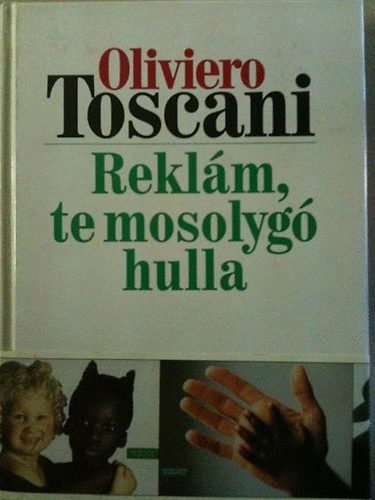 Oliviero
Toscani
Reklám,
te mosolygó
hulla